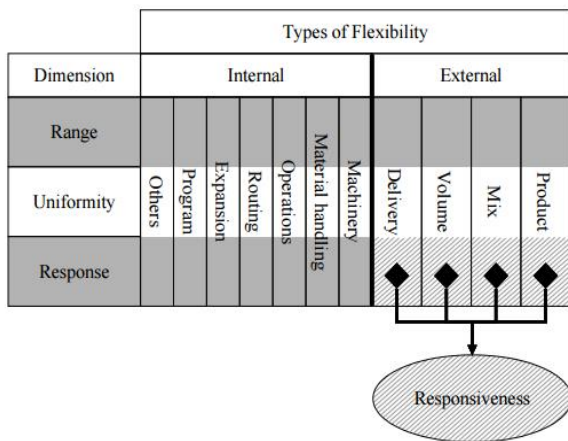 Types of Flexibility
Dimension
Internal
External
Range
Uniformity
Response
Others
Program
Expansion
Routing
Operations
Material handling
Machinery
Delivery
Volume
Mix
Product
Responsiveness